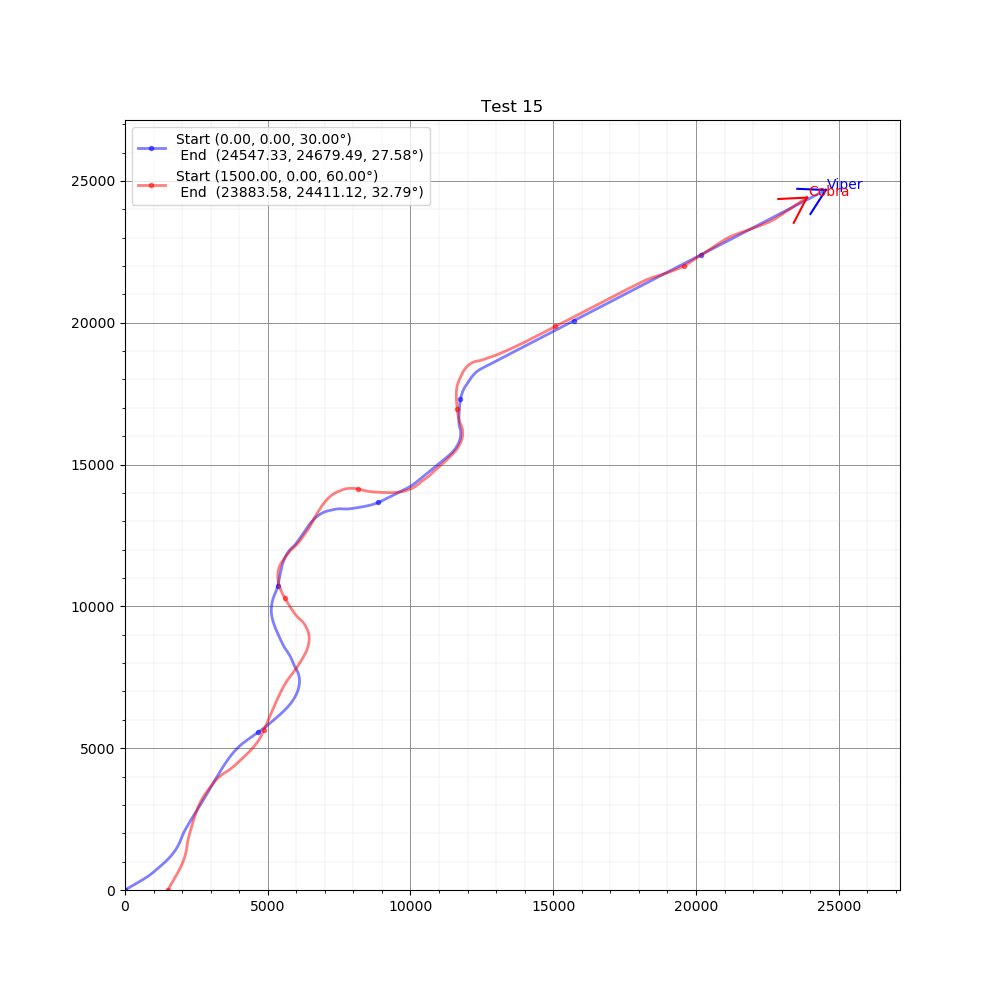 Test 15
Start (0.00, 0.00, 30.00°)
End (24547.33, 24679.49, 27.58°)
Start (1500.00, 0.00, 60.00°)
End (23883.58, 24411.12, 32.79°)
Viper
Cobra
25000
20000
15000
10000
5000
0
0 5000 10000 15000 20000 25000